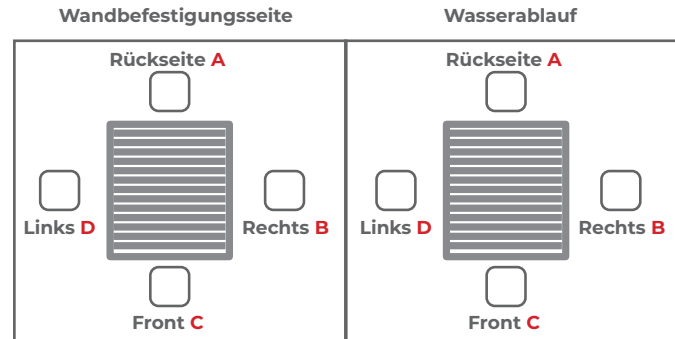 Wandbefestigungsseite
Rückseite A
Links D
Rechts B
Front C
Wasserablauf
Rückseite A
Links D
Rechts B
Front C